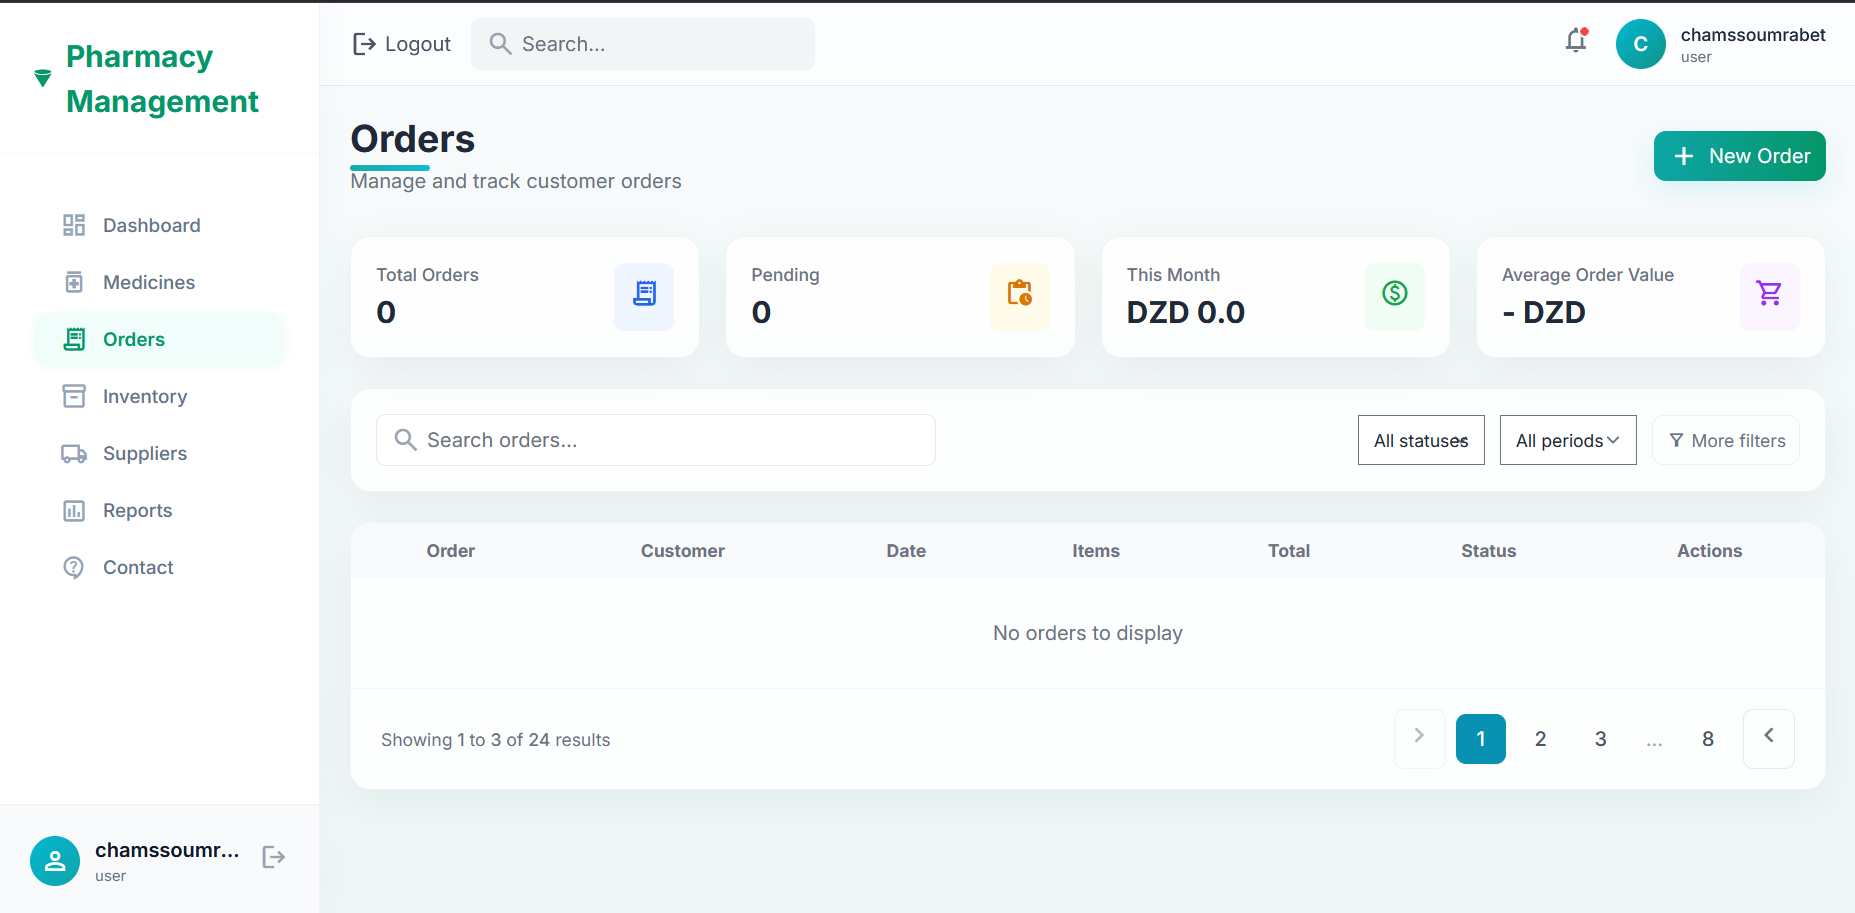 Pharmacy
Management
Dashboard
Medicines
Orders
Inventory
Suppliers
Reports
Contact
chamssoumr...
user
Logout
Search...
C
chamssoumrabet
user
Orders
Manage and track customer orders
New Order
Total Orders
0
Pending
0
This Month
DZD 0.0
Average Order Value
- DZD
Search orders...
All statuses
All periods
More filters
Order Customer Date Items Total Status Actions
No orders to display
Showing 1 to 3 of 24 results
1 2 3 ... 8